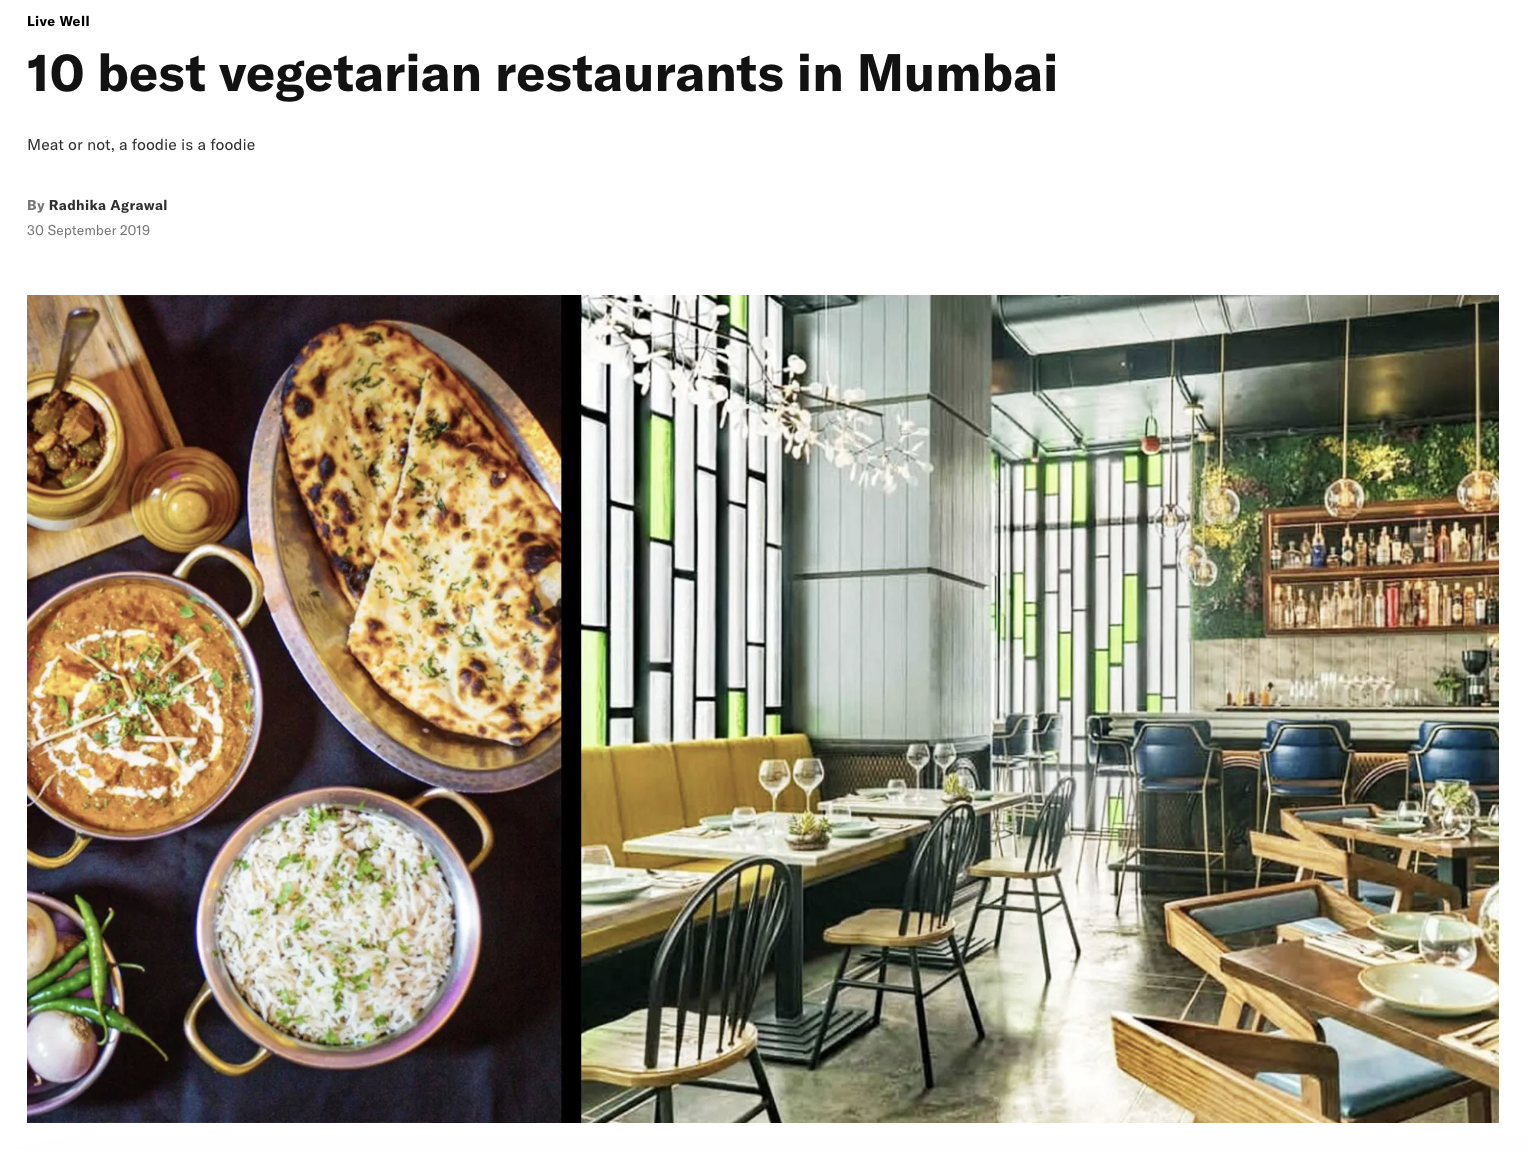 Live Well
10 best vegetarian restaurants in Mumbai
Meat or not, a foodie is a foodie
By Radhika Agrawal
30 September 2019